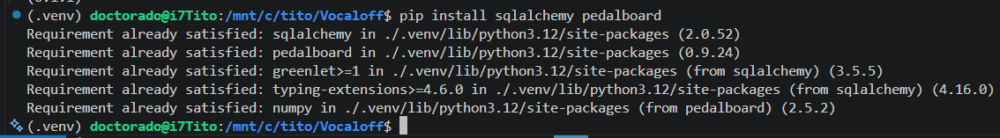 (.venv) doctorado@i7Tito:/mnt/c/tito/Vocaloff$ pip install sqlalchemy pedalboard
Requirement already satisfied: sqlalchemy in ./.venv/lib/python3.12/site-packages (2.0.52)
Requirement already satisfied: pedalboard in ./.venv/lib/python3.12/site-packages (0.9.24)
Requirement already satisfied: greenlet>=1 in ./.venv/lib/python3.12/site-packages (from sqlalchemy) (3.5.5)
Requirement already satisfied: typing-extensions>=4.6.0 in ./.venv/lib/python3.12/site-packages (from sqlalchemy) (4.16.0)
Requirement already satisfied: numpy in ./.venv/lib/python3.12/site-packages (from pedalboard) (2.5.2)
(.venv) doctorado@i7Tito:/mnt/c/tito/Vocaloff$